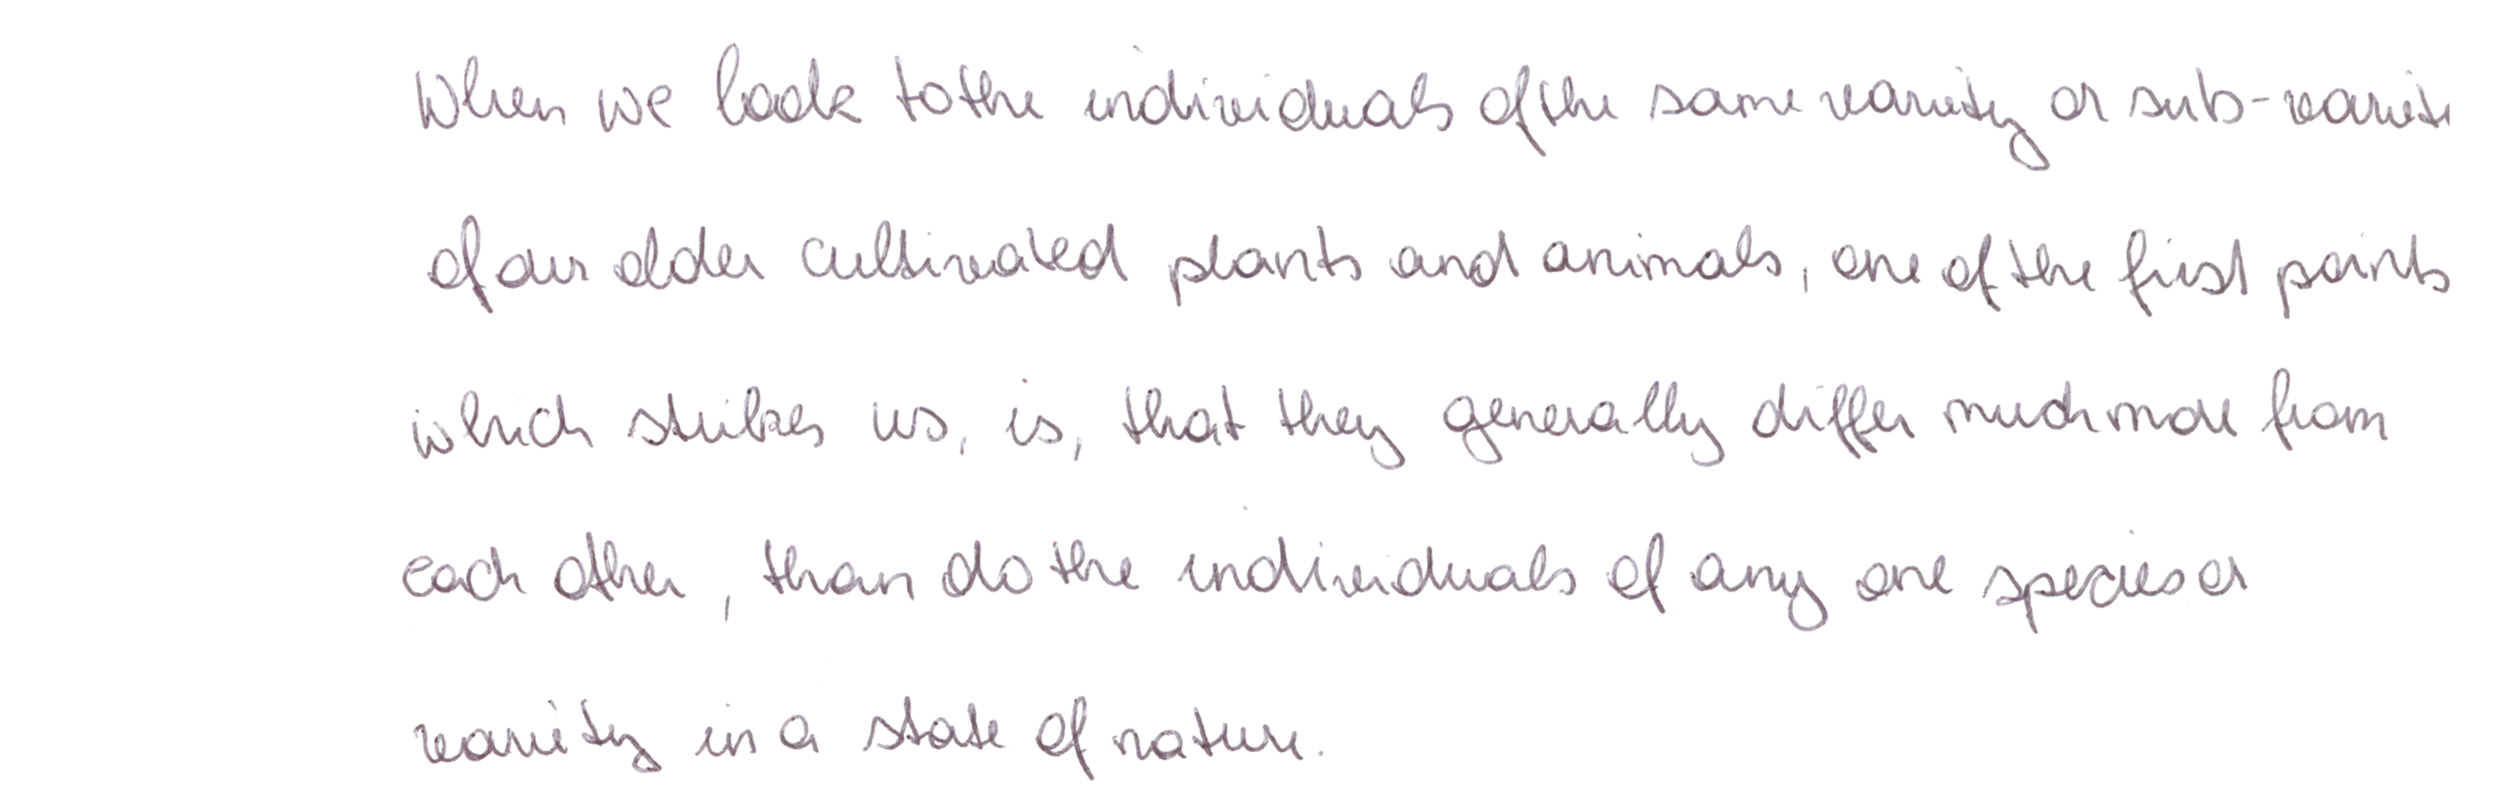 When we look to the individuals of the same variety or sub-variety
of our older cultivated plants and animals, one of the first points
which strikes us, is, that they generally differ much more from
each other, than do the individuals of any one species or
variety in a state of nature.